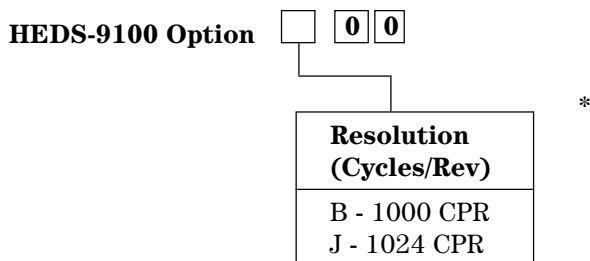 HEDS-9100 Option 0 0
*
Resolution
(Cycles/Rev)
B - 1000 CPR
J - 1024 CPR